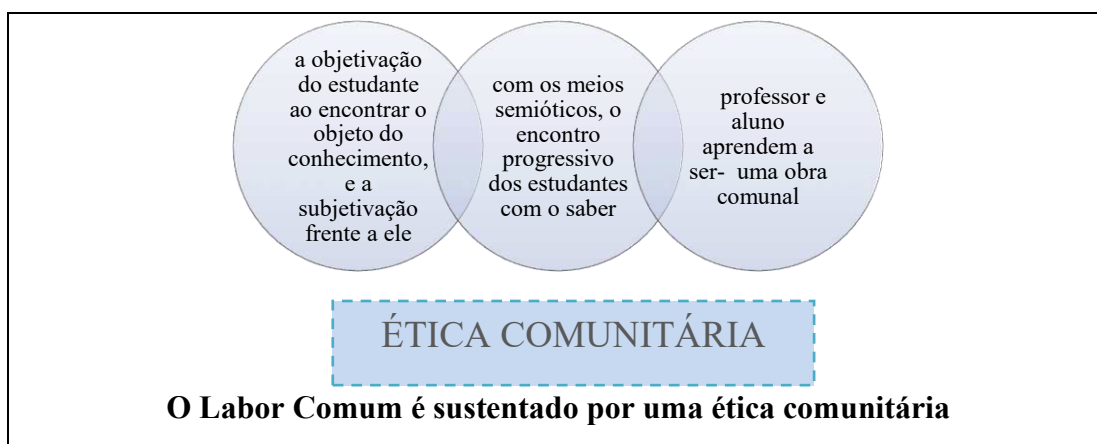 a objetivação
do estudante
ao encontrar o
objeto do
conhecimento,
e a
subjetivação
frente a ele
com os meios
semióticos, o
encontro
progressivo
dos estudantes
com o saber
professor e
aluno
aprendem a
ser- uma obra
comunal
ÉTICA COMUNITÁRIA
O Labor Comum é sustentado por uma ética comunitária